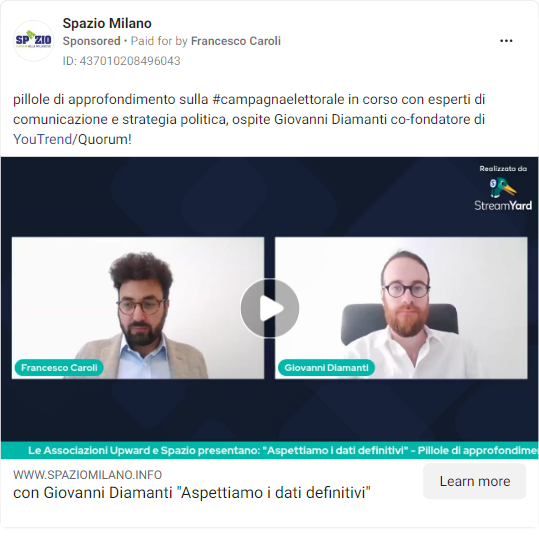 Spazio Milano
Sponsored • Paid for by Francesco Caroli
ID: 437010208496043
SPAZIO
pillole di approfondimento sulla #campagnaelettorale in corso con esperti di
comunicazione e strategia politica, ospite Giovanni Diamanti co-fondatore di
YouTrend/Quorum!
Realizzato da
StreamYard
Francesco Caroli
Giovanni Diamanti
Le Associazioni Upward e Spazio presentano: "Aspettiamo i dati definitivi" - Pillole di approfondime
WWW.SPAZIOMILANO.INFO
con Giovanni Diamanti "Aspettiamo i dati definitivi"
Learn more